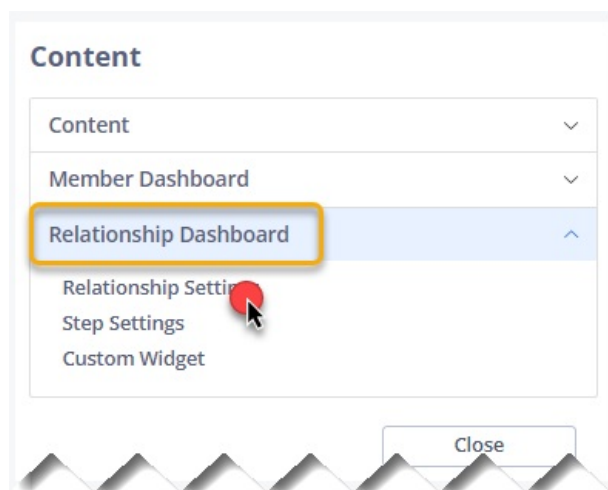 Content
Content
Member Dashboard
Relationship Dashboard
Relationship
Step Settings
Custom Widget
Close